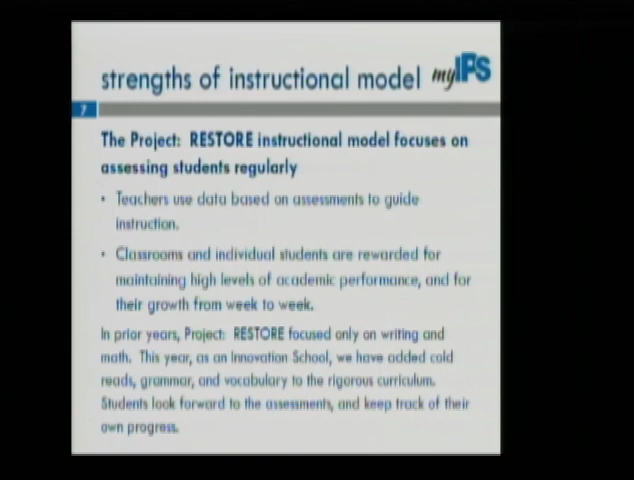 strengths of instructional model myIPS
7
The Project: RESTORE instructional model focuses on
assessing students regularly
• Teachers use data based on assessments to guide
instruction.
• Classrooms and individual students are rewarded for
maintaining high levels of academic performance, and for
their growth from week to week.
In prior years, Project: RESTORE focused only on writing and
math. This year, as an Innovation School, we have added cold
reads, grammar, and vocabulary to the rigorous curriculum.
Students look forward to the assessments, and keep track of their
own progress.